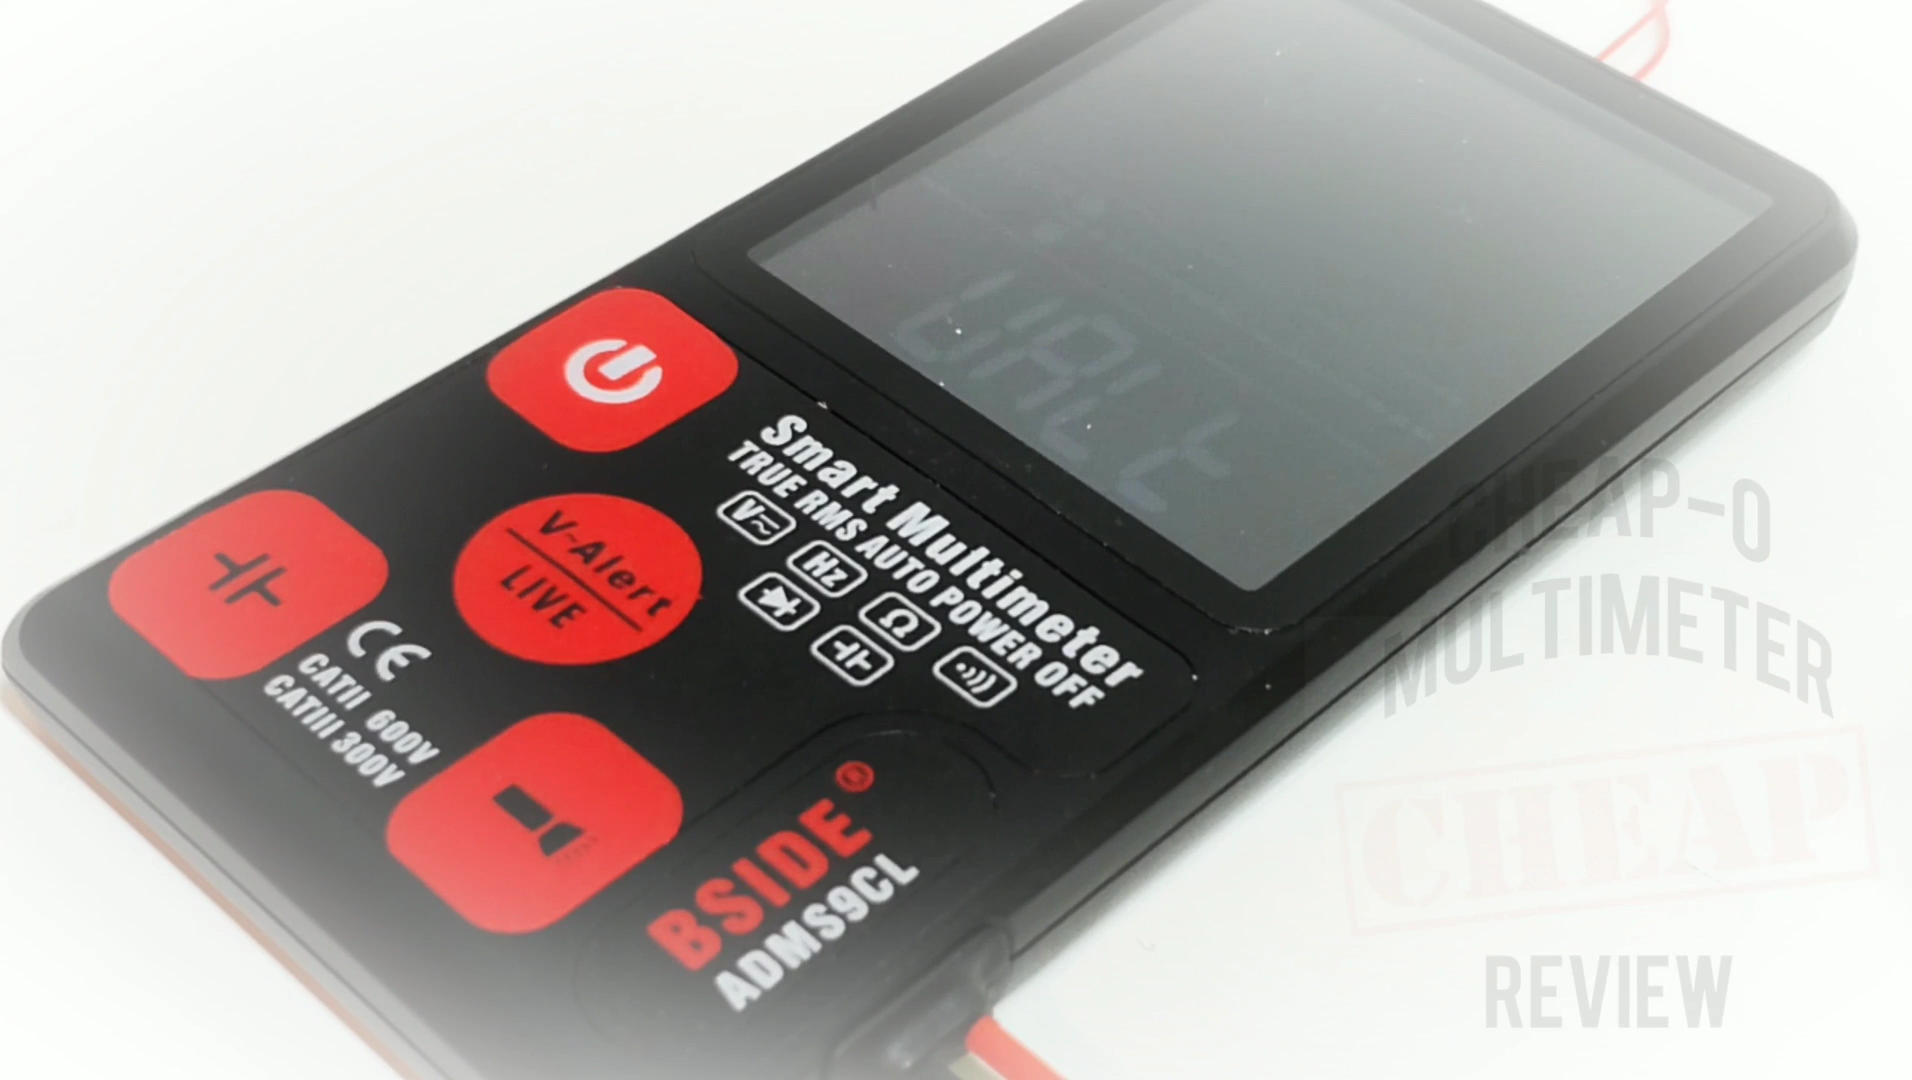 V~Alert
LIVE
Smart Multimeter
TRUE RMS AUTO POWER OFF
V
Hz
Ω
CE
CATII 600V
CATIII 300V
BSIDE®
ADMS9CL
CHEAP-O
MULTIMETER
CHEAP
REVIEW